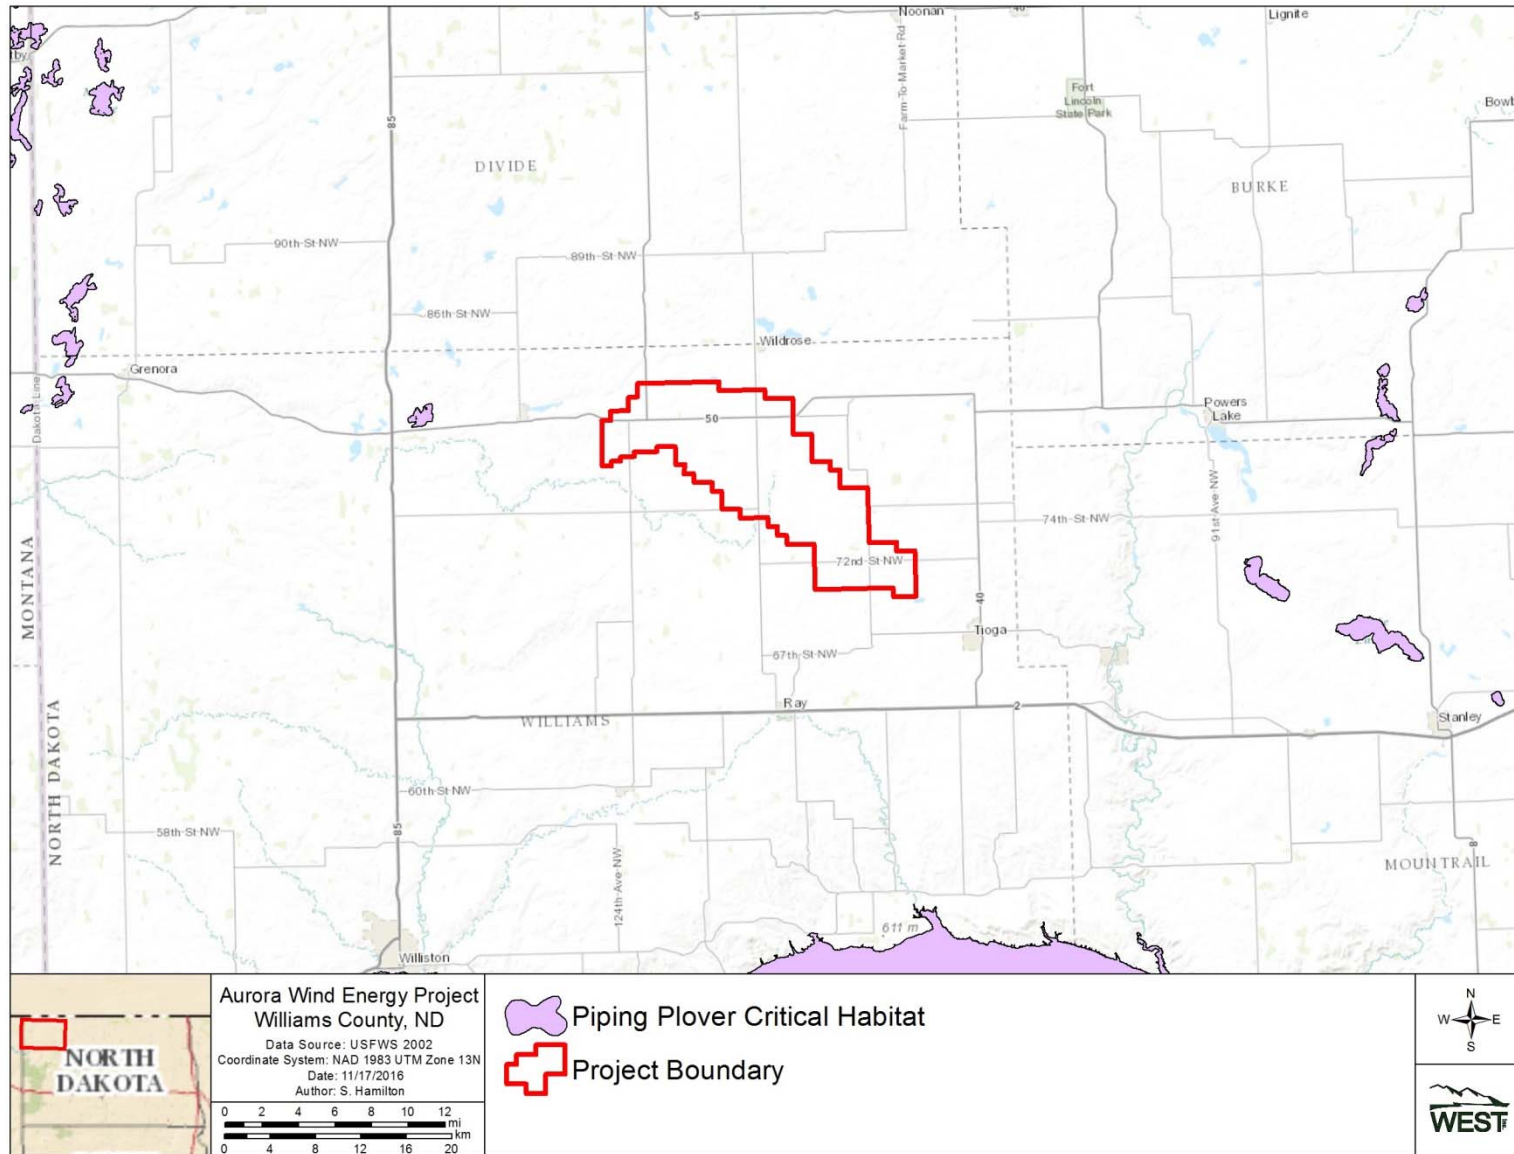 5
Noonan
40
Lignite
tby
Farm To Market Rd
Fort
Lincoln
State Park
Bowb
85
DIVIDE
BURKE
90th St NW
89th St NW
86th St NW
Wildrose
Grenora
Dakota Line
50
Powers
Lake
91st Ave NW
74th St NW
72nd St NW
MONTANA
40
Tioga
67th St NW
Ray
2
WILLIAMS
Stanley
NORTH DAKOTA
60th St NW
58th St NW
85
124th Ave NW
8
MOUNTRAIL
611 m
Williston
NORTH
DAKOTA
Aurora Wind Energy Project
Williams County, ND
Data Source: USFWS 2002
Coordinate System: NAD 1983 UTM Zone 13N
Date: 11/17/2016
Author: S. Hamilton
0 2 4 6 8 10 12
mi
km
0 4 8 12 16 20
Piping Plover Critical Habitat
Project Boundary
N
W E
S
WEST